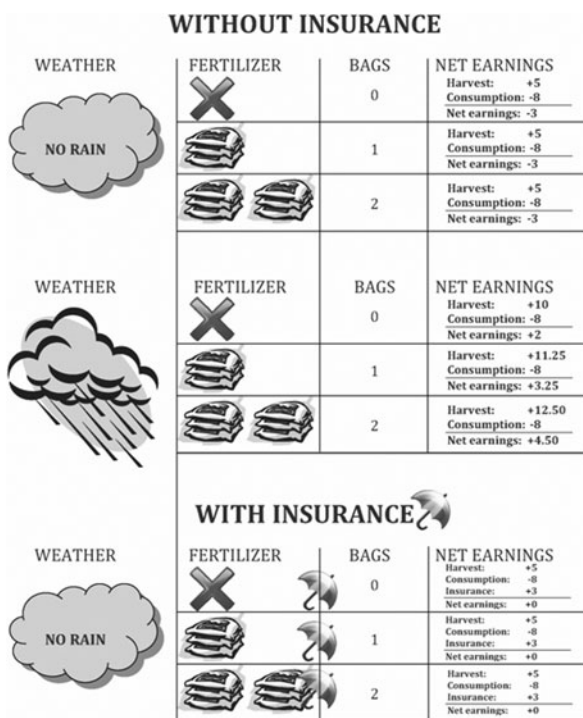 WITHOUT INSURANCE
WEATHER FERTILIZER BAGS NET EARNINGS
NO RAIN
0
Harvest: +5
Consumption: -8
Net earnings: -3
1
Harvest: +5
Consumption: -8
Net earnings: -3
2
Harvest: +5
Consumption: -8
Net earnings: -3
WEATHER FERTILIZER BAGS NET EARNINGS
0
Harvest: +10
Consumption: -8
Net earnings: +2
1
Harvest: +11.25
Consumption: -8
Net earnings: +3.25
2
Harvest: +12.50
Consumption: -8
Net earnings: +4.50
WITH INSURANCE
WEATHER FERTILIZER BAGS NET EARNINGS
NO RAIN
0
Harvest: +5
Consumption: -8
Insurance: +3
Net earnings: +0
1
Harvest: +5
Consumption: -8
Insurance: +3
Net earnings: +0
2
Harvest: +5
Consumption: -8
Insurance: +3
Net earnings: +0